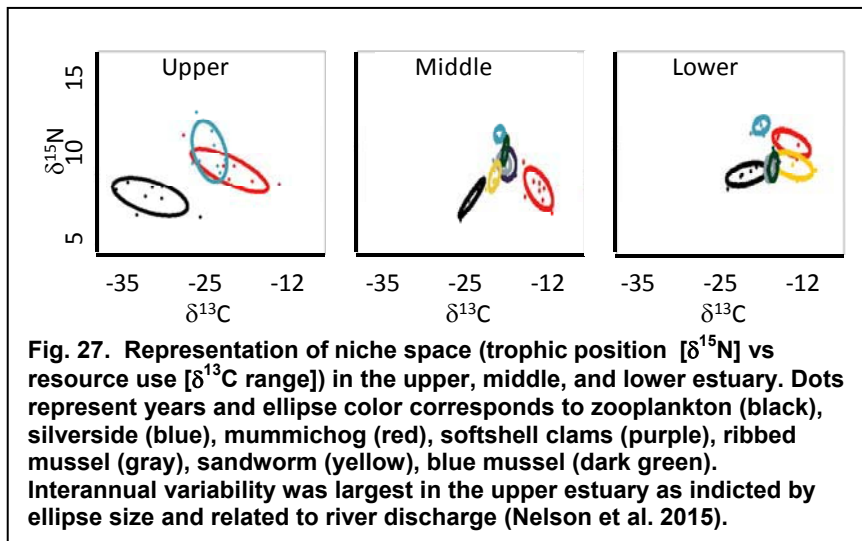 Upper
Middle
Lower
15
10
5
δ¹⁵N
-35 -25 -12
-35 -25 -12
-35 -25 -12
δ¹³C
δ¹³C
δ¹³C
Fig. 27. Representation of niche space (trophic position [δ¹⁵N] vs
resource use [δ¹³C range]) in the upper, middle, and lower estuary. Dots
represent years and ellipse color corresponds to zooplankton (black),
silverside (blue), mummichog (red), softshell clams (purple), ribbed
mussel (gray), sandworm (yellow), blue mussel (dark green).
Interannual variability was largest in the upper estuary as indicted by
ellipse size and related to river discharge (Nelson et al. 2015).